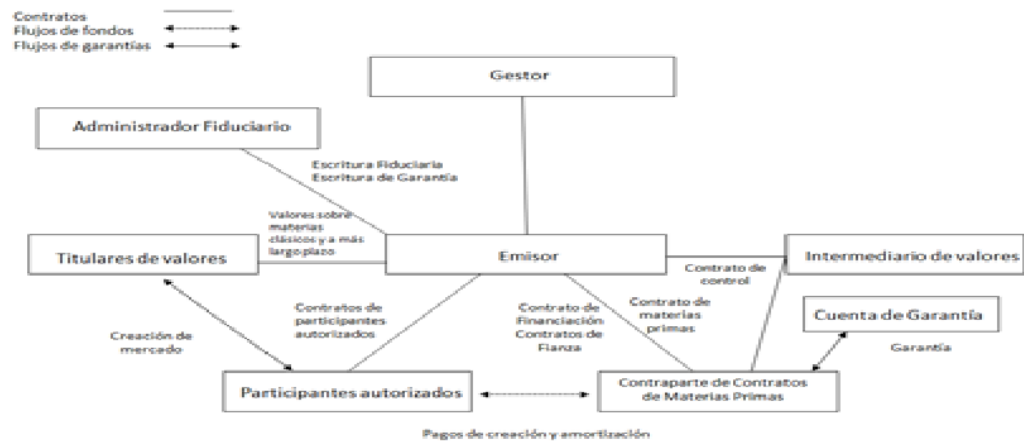 Contratos
Flujos de fondos
Flujos de garantías
Gestor
Administrador Fiduciario
Escritura Fiduciaria
Escritura de Garantía
Valores sobre
materias
clásicos y a más
largo plazo
Titulares de valores
Emisor
Intermediario de valores
Contrato de
control
Contratos de
participantes
autorizados
Contrato de
Financiación
Contratos de
Fianza
Contrato de
materias
primas
Cuenta de Garantía
Creación de
mercado
Garantía
Participantes autorizados
Contraparte de Contratos
de Materias Primas
Pagos de creación y amortización